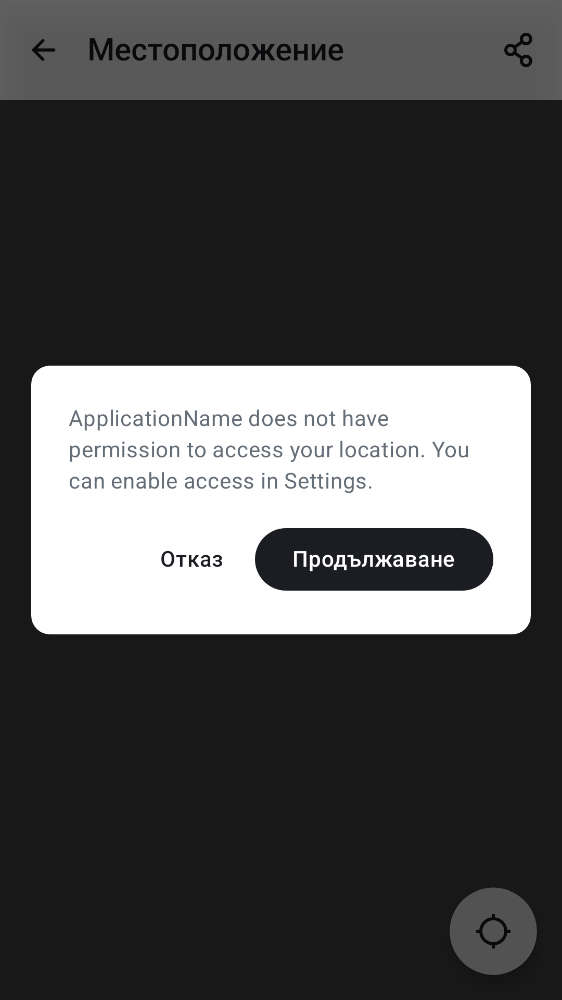 Местоположение
ApplicationName does not have
permission to access your location. You
can enable access in Settings.
Отказ
Продължаване